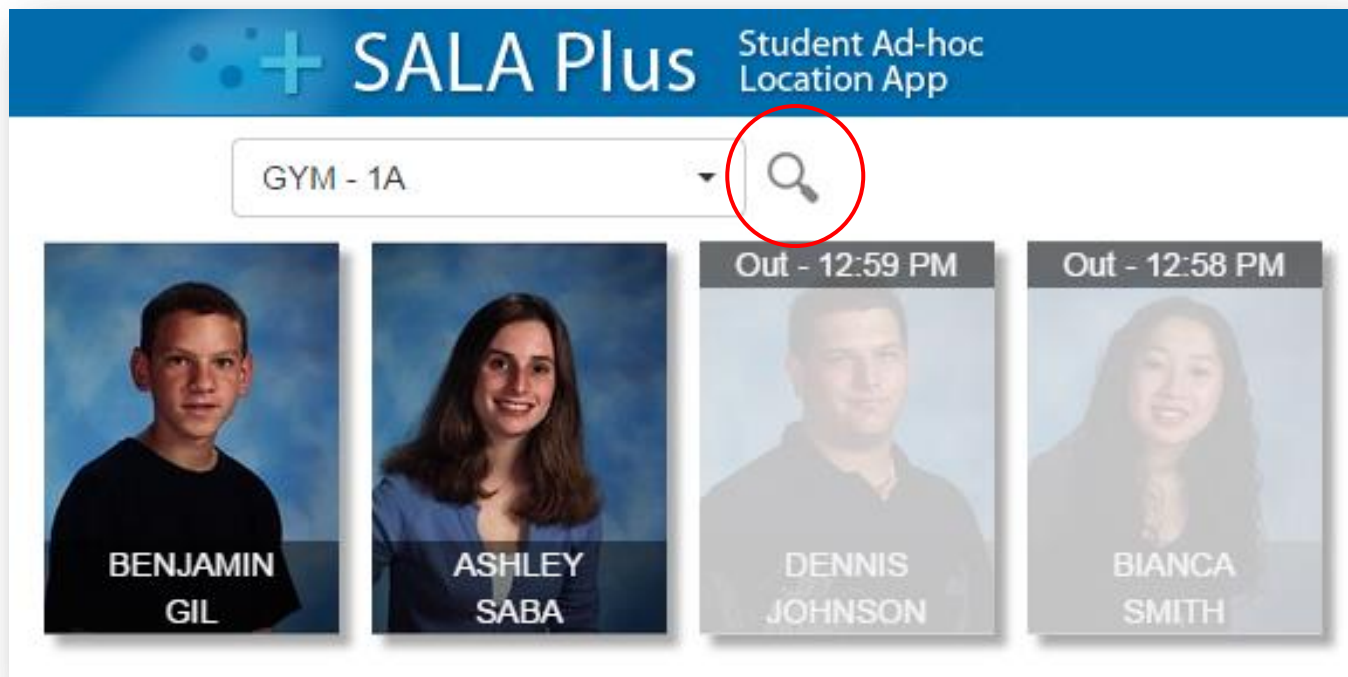 SALA Plus
Student Ad-hoc
Location App
GYM - 1A
Out - 12:59 PM
Out - 12:58 PM
BENJAMIN
GIL
ASHLEY
SABA
DENNIS
JOHNSON
BIANCA
SMITH